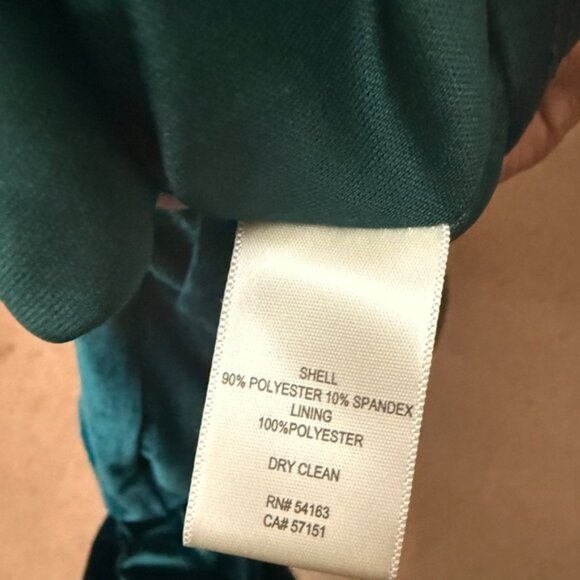 SHELL
90% POLYESTER 10% SPANDEX
LINING
100%POLYESTER
DRY CLEAN
RN# 54163
CA# 57151